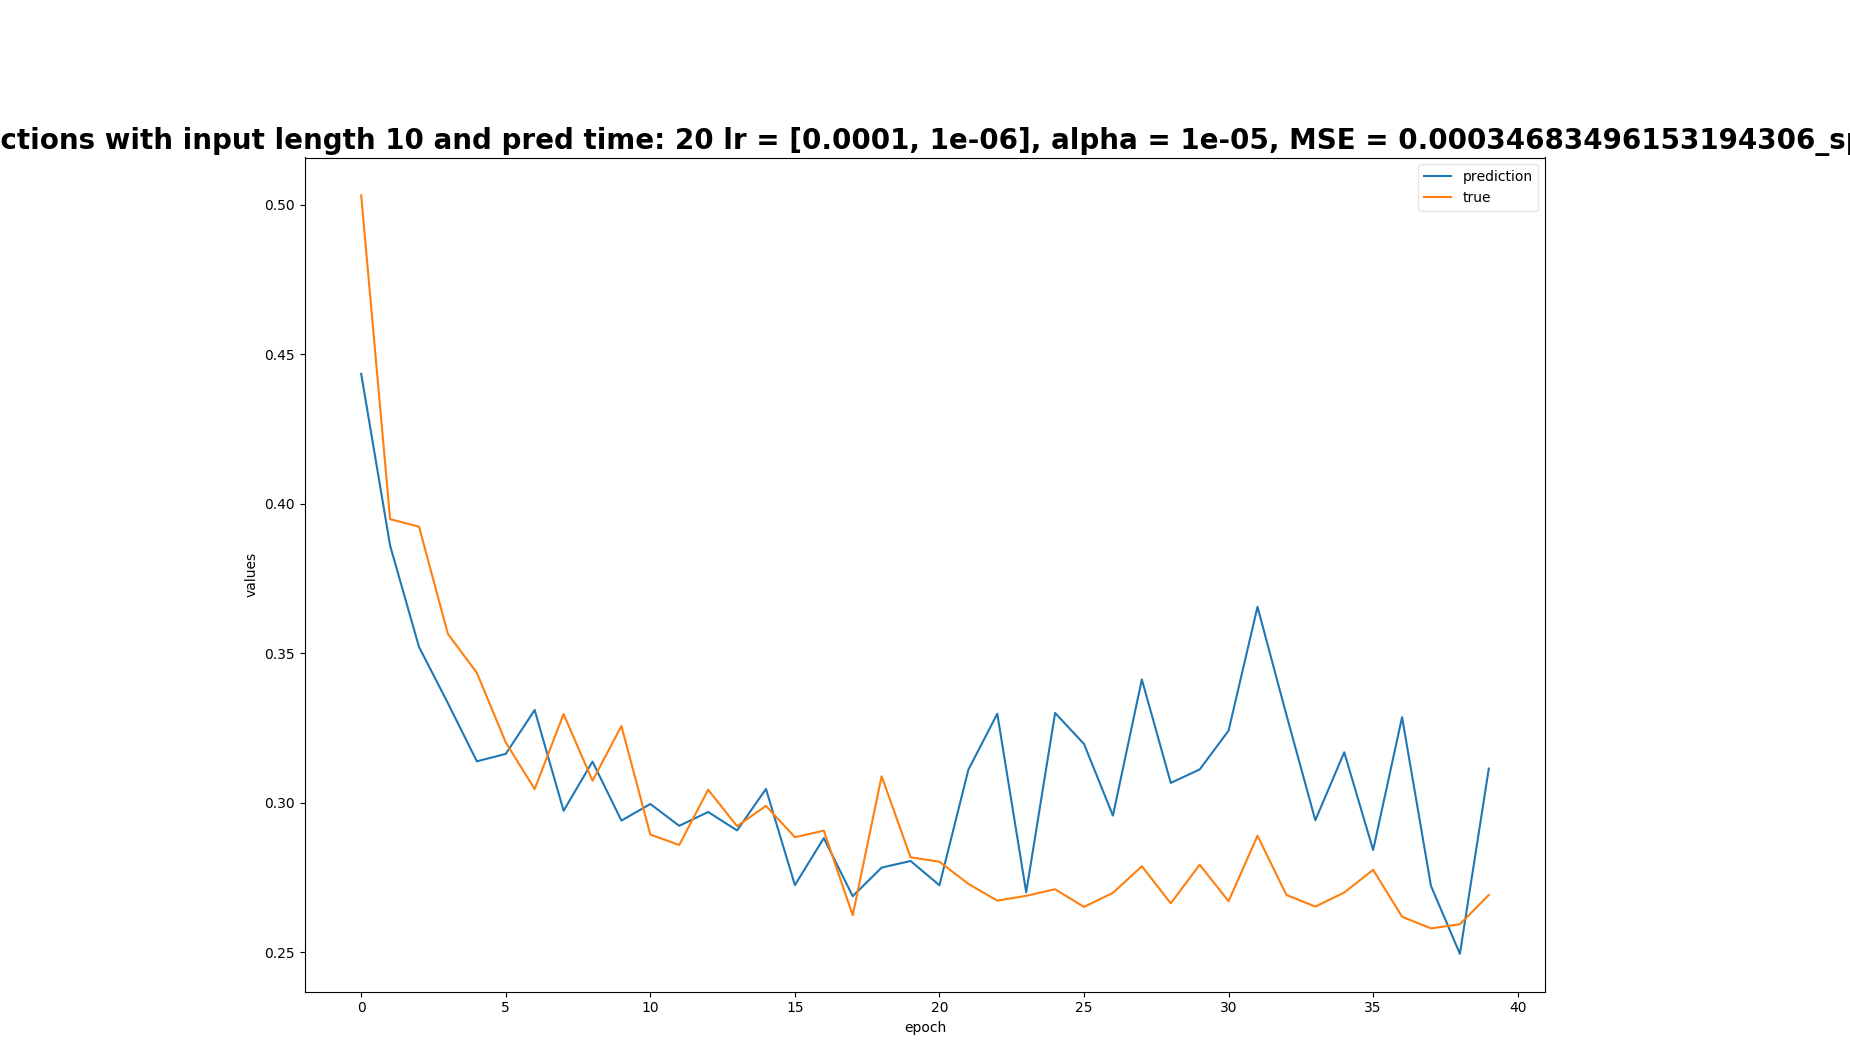 ctions with input length 10 and pred time: 20 lr = [0.0001, 1e-06], alpha = 1e-05, MSE = 0.00034683496153194306_sp
prediction
true
0.50
0.45
0.40
0.35
0.30
0.25
values
0 5 10 15 20 25 30 35 40
epoch